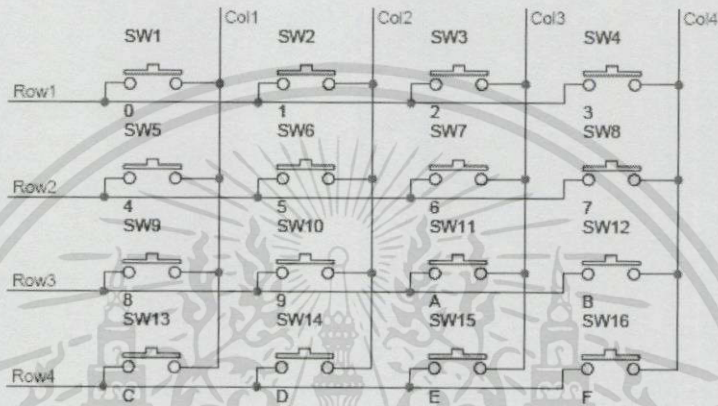 Col1 Col2 Col3 Col4
SW1 SW2 SW3 SW4
Row1
0 1 2 3
SW5 SW6 SW7 SW8
Row2
4 5 6 7
SW9 SW10 SW11 SW12
Row3
8 9 A B
SW13 SW14 SW15 SW16
Row4
C D E F